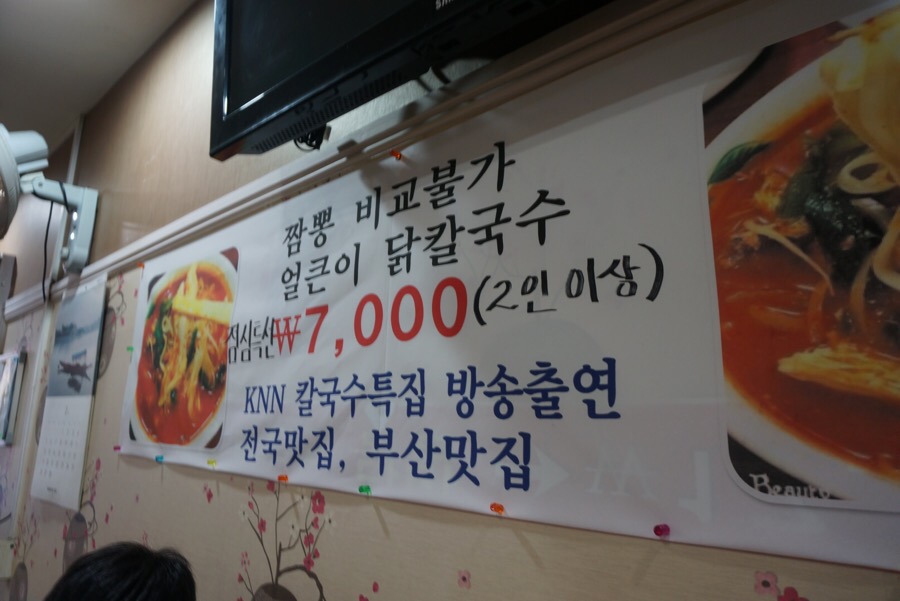 짬뽕 비교불가
얼큰이 닭칼국수
점심특선 ₩7,000 (2인 이상)
KNN 칼국수특집 방송출연
전국맛집, 부산맛집